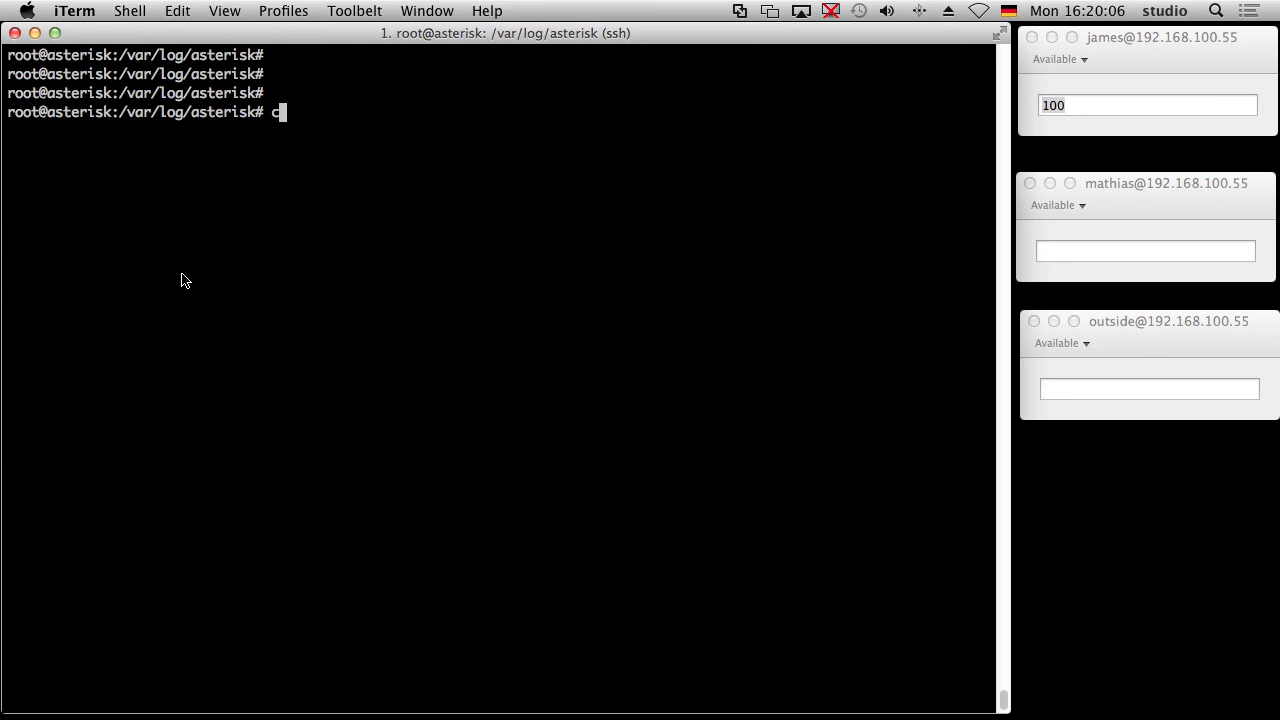 iTerm Shell Edit View Profiles Toolbelt Window Help Mon 16:20:06 studio
1. root@asterisk: /var/log/asterisk (ssh)
root@asterisk:/var/log/asterisk#
root@asterisk:/var/log/asterisk#
root@asterisk:/var/log/asterisk#
root@asterisk:/var/log/asterisk# c
james@192.168.100.55
Available
100
mathias@192.168.100.55
Available
outside@192.168.100.55
Available